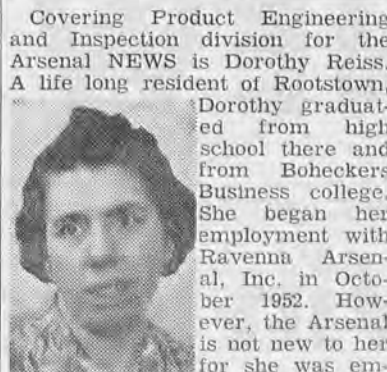 Covering Product Engineering
and Inspection division for the
Arsenal NEWS is Dorothy Reiss.
A life long resident of Rootstown,
Dorothy graduat-
ed from high
school there and
from Boheckers
Business college.
She began her
employment with
Ravenna Arsen-
al, Inc. in Octo-
ber 1952. How-
ever, the Arsenal
is not new to her
for she was em-